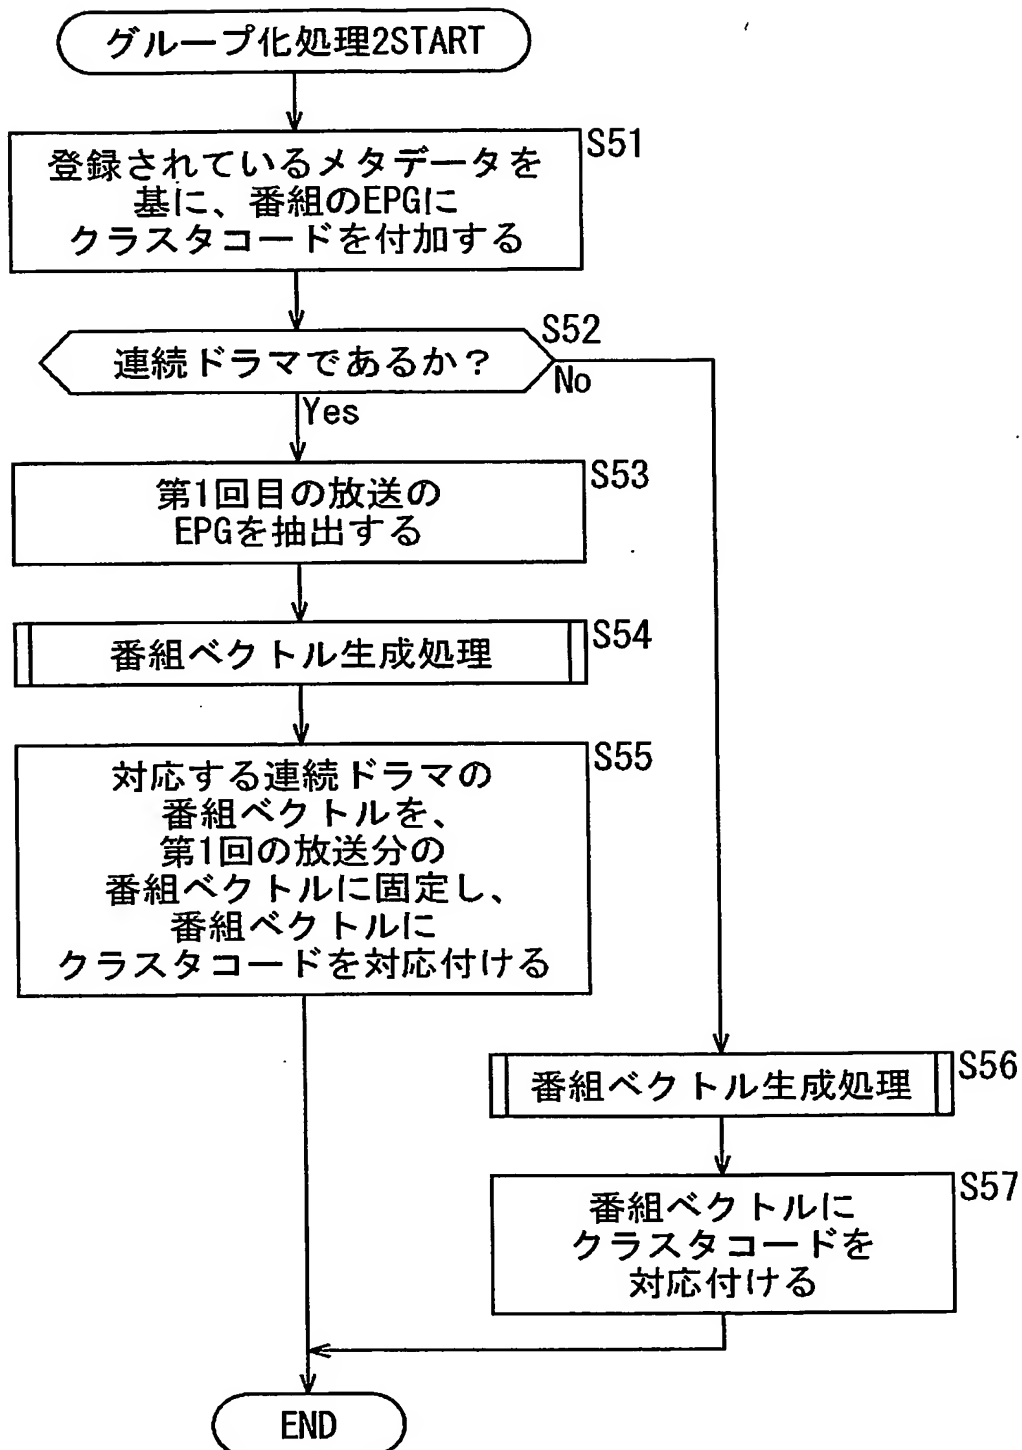 グループ化処理2START
S51
登録されているメタデータを
基に、番組のEPGに
クラスタコードを付加する
S52
連続ドラマであるか？
No
Yes
S53
第1回目の放送の
EPGを抽出する
S54
番組ベクトル生成処理
S55
対応する連続ドラマの
番組ベクトルを、
第1回の放送分の
番組ベクトルに固定し、
番組ベクトルに
クラスタコードを対応付ける
S56
番組ベクトル生成処理
S57
番組ベクトルに
クラスタコードを
対応付ける
END